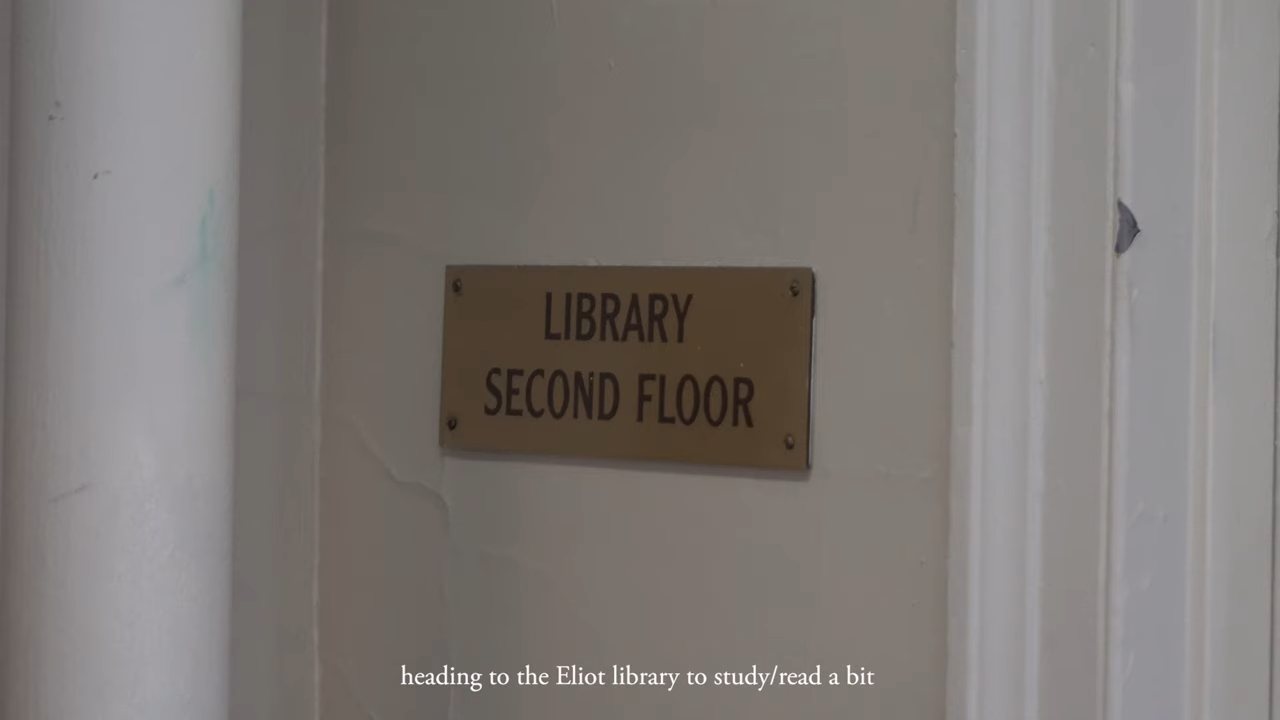 LIBRARY
SECOND FLOOR
heading to the Eliot library to study/read a bit